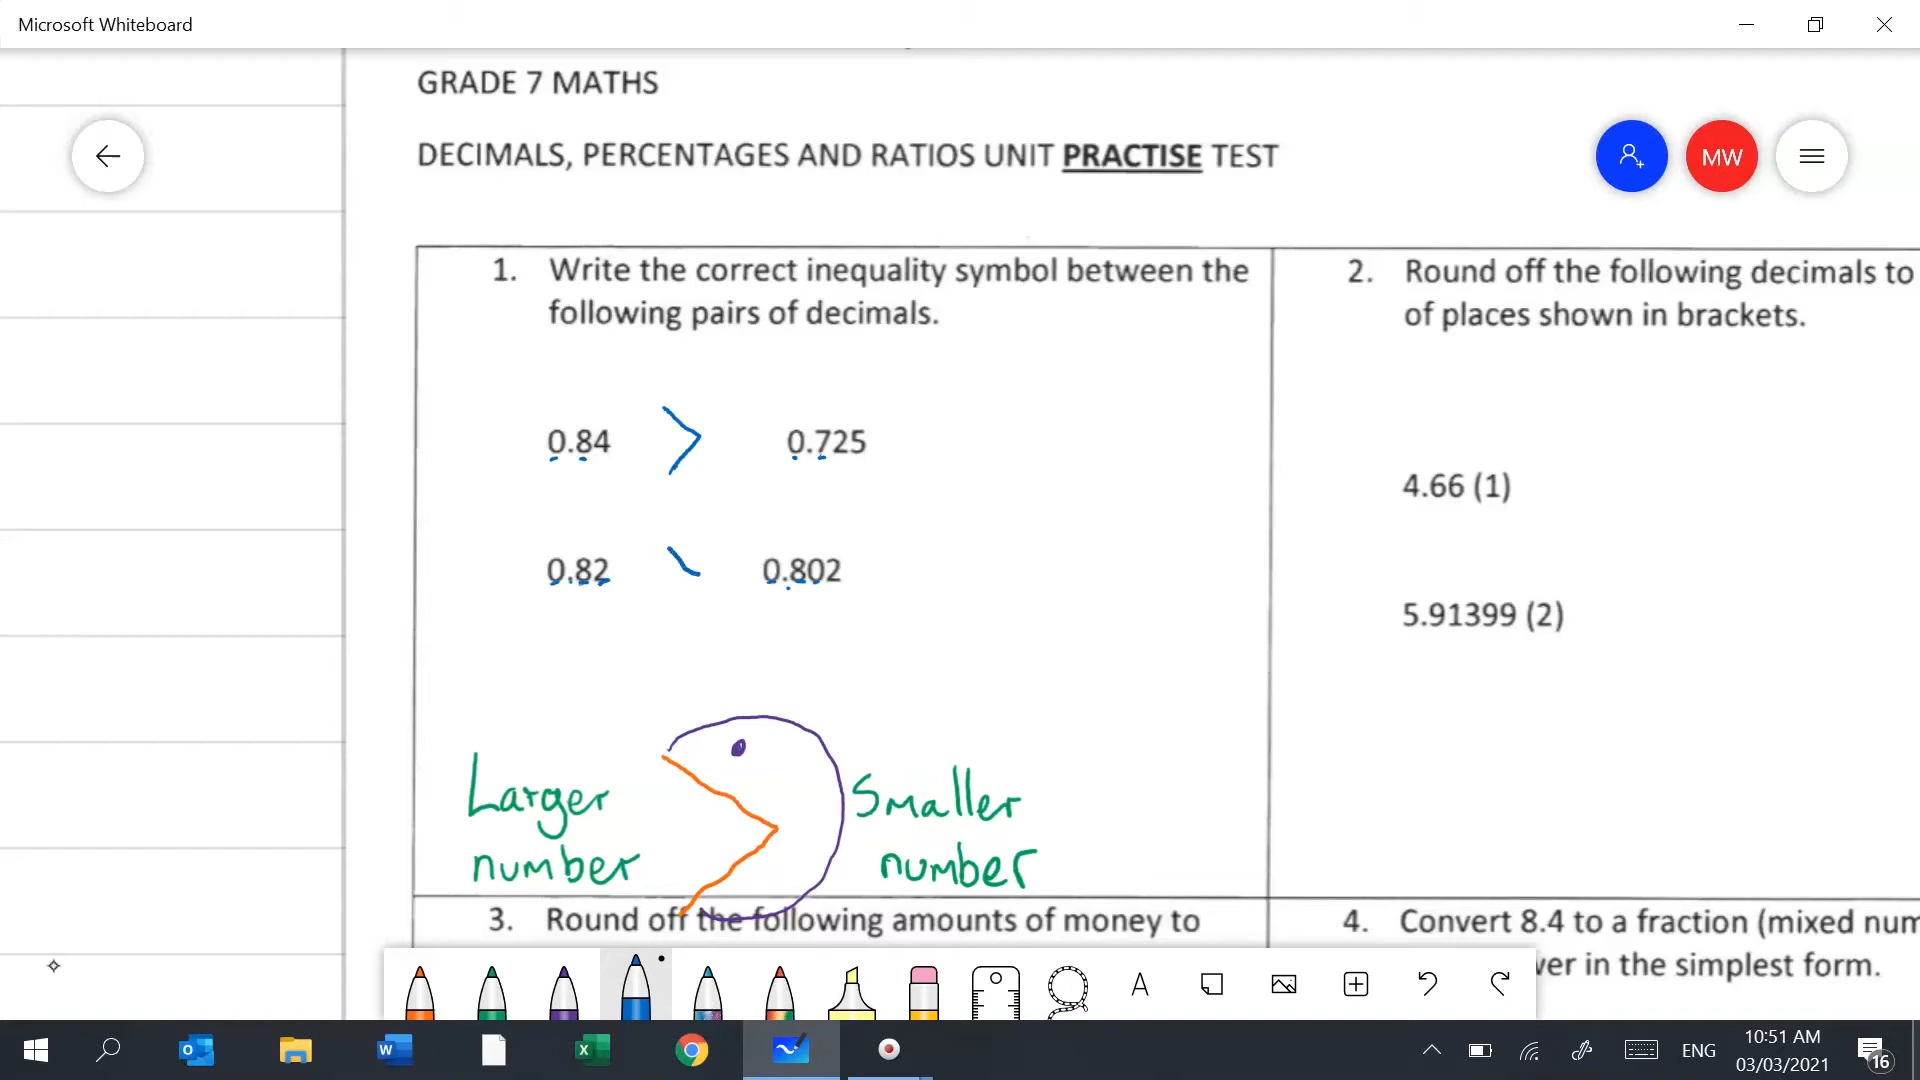 Microsoft Whiteboard
GRADE 7 MATHS
DECIMALS, PERCENTAGES AND RATIOS UNIT PRACTISE TEST
MW
1. Write the correct inequality symbol between the
following pairs of decimals.
0.84 > 0.725
0.82 0.802
Larger
number
Smaller
number
2. Round off the following decimals to
of places shown in brackets.
4.66 (1)
5.91399 (2)
3. Round off the following amounts of money to
4. Convert 8.4 to a fraction (mixed num
ver in the simplest form.
ENG
10:51 AM
03/03/2021
16